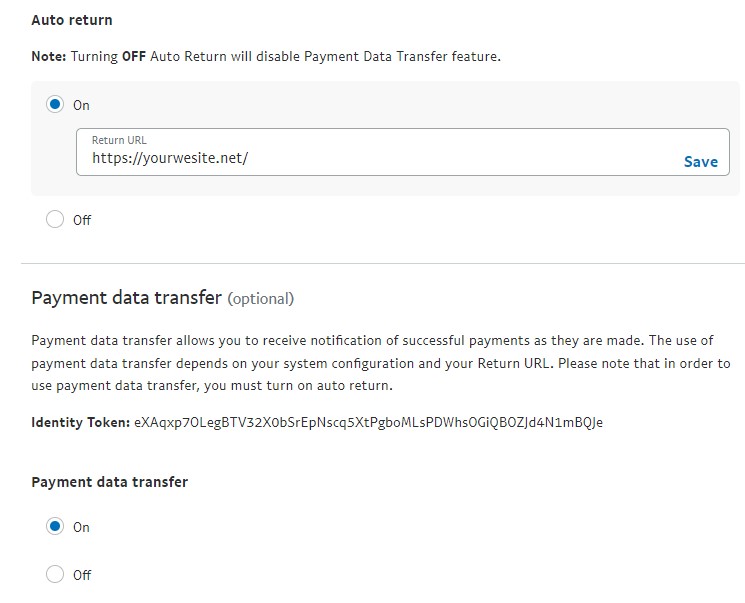 Auto return
Note: Turning OFF Auto Return will disable Payment Data Transfer feature.
On
Return URL
https://yourwesite.net/
Save
Off
Payment data transfer (optional)
Payment data transfer allows you to receive notification of successful payments as they are made. The use of
payment data transfer depends on your system configuration and your Return URL. Please note that in order to
use payment data transfer, you must turn on auto return.
Identity Token: eXAqxp7OLegBTV32X0bSrEpNscq5XtPgboMLsPDWhsOGiQBOZJd4N1mBQJe
Payment data transfer
On
Off